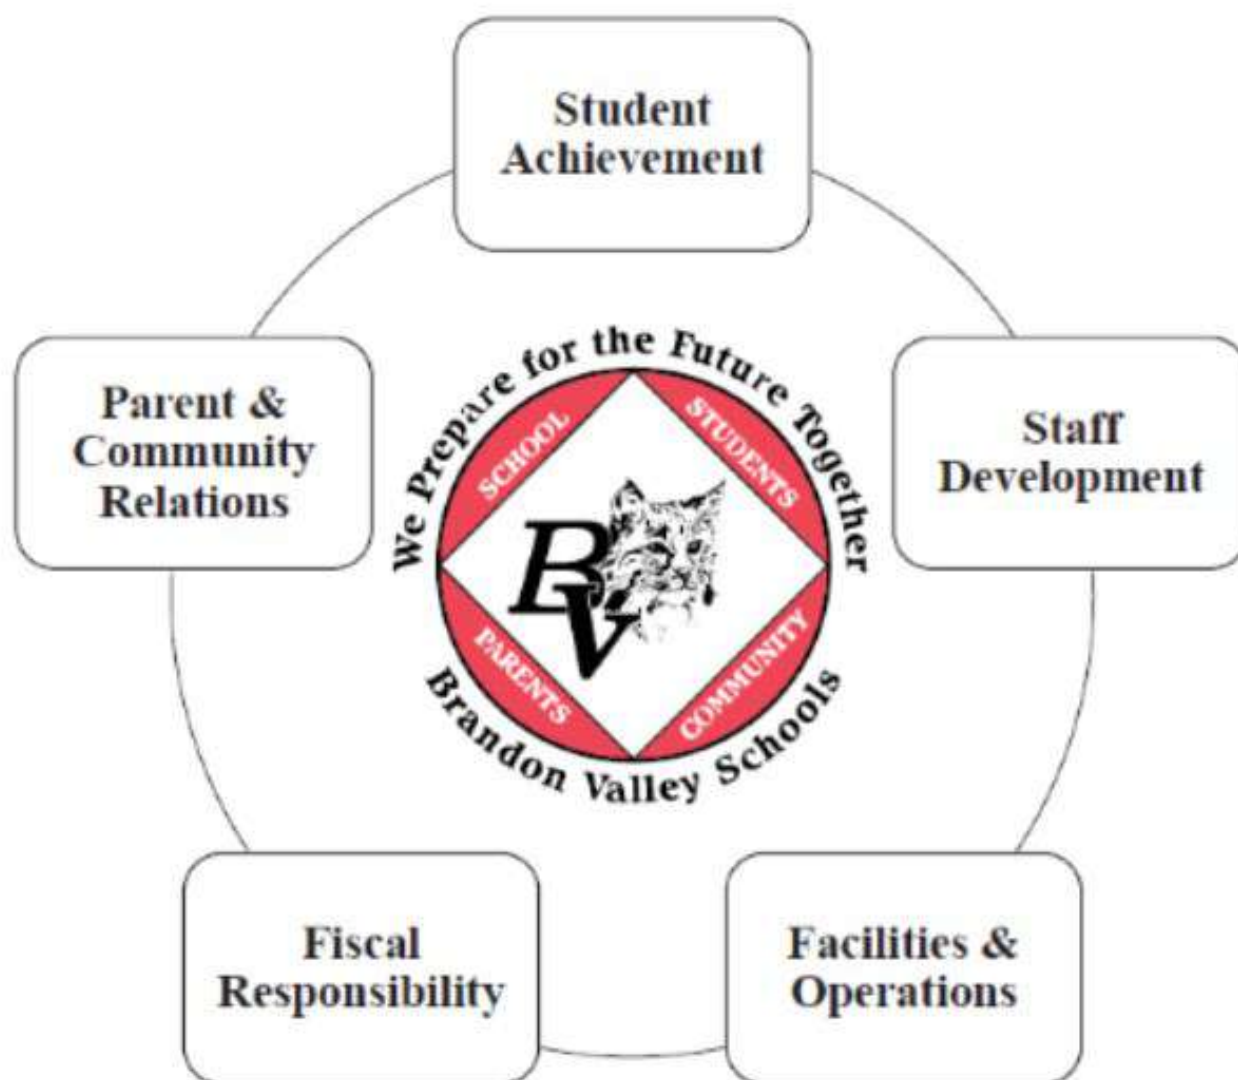 Student
Achievement
Parent &
Community
Relations
We Prepare for the Future Together
SCHOOL
STUDENTS
BV
PARENTS
COMMUNITY
Brandon Valley Schools
Staff
Development
Fiscal
Responsibility
Facilities &
Operations